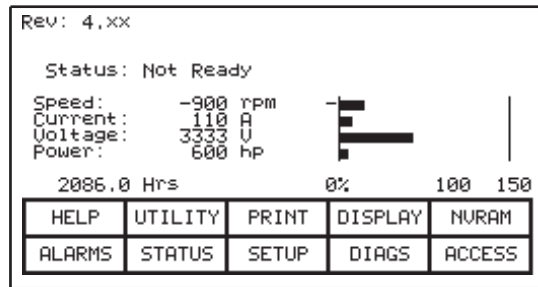 Rev: 4.xx
Status: Not Ready
Speed: -900 rpm -
Current: 110 A
Voltage: 3333 V
Power: 600 hp
2086.0 Hrs 0% 100 150
HELP UTILITY PRINT DISPLAY NVRAM
ALARMS STATUS SETUP DIAGS ACCESS